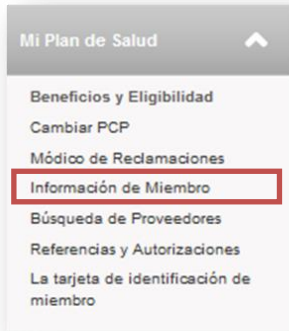 Mi Plan de Salud
Beneficios y Eligibilidad
Cambiar PCP
Módico de Reclamaciones
Información de Miembro
Búsqueda de Proveedores
Referencias y Autorizaciones
La tarjeta de identificación de
miembro